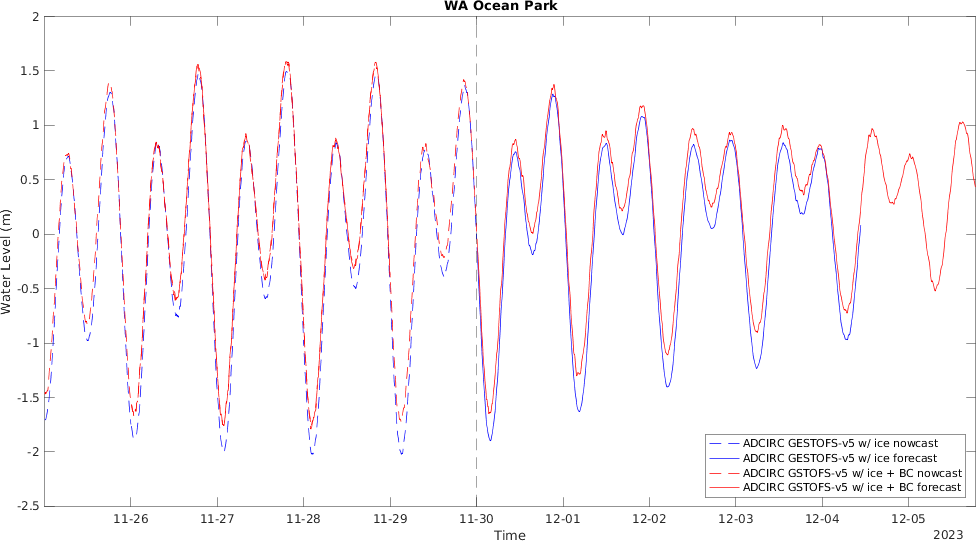 WA Ocean Park
2
1.5
1
0.5
0
-0.5
-1
-1.5
-2
-2.5
Water Level (m)
ADCIRC GESTOFS-v5 w/ ice nowcast
ADCIRC GESTOFS-v5 w/ ice forecast
ADCIRC GSTOFS-v5 w/ ice + BC nowcast
ADCIRC GSTOFS-v5 w/ ice + BC forecast
11-26 11-27 11-28 11-29 11-30 12-01 12-02 12-03 12-04 12-05
Time
2023